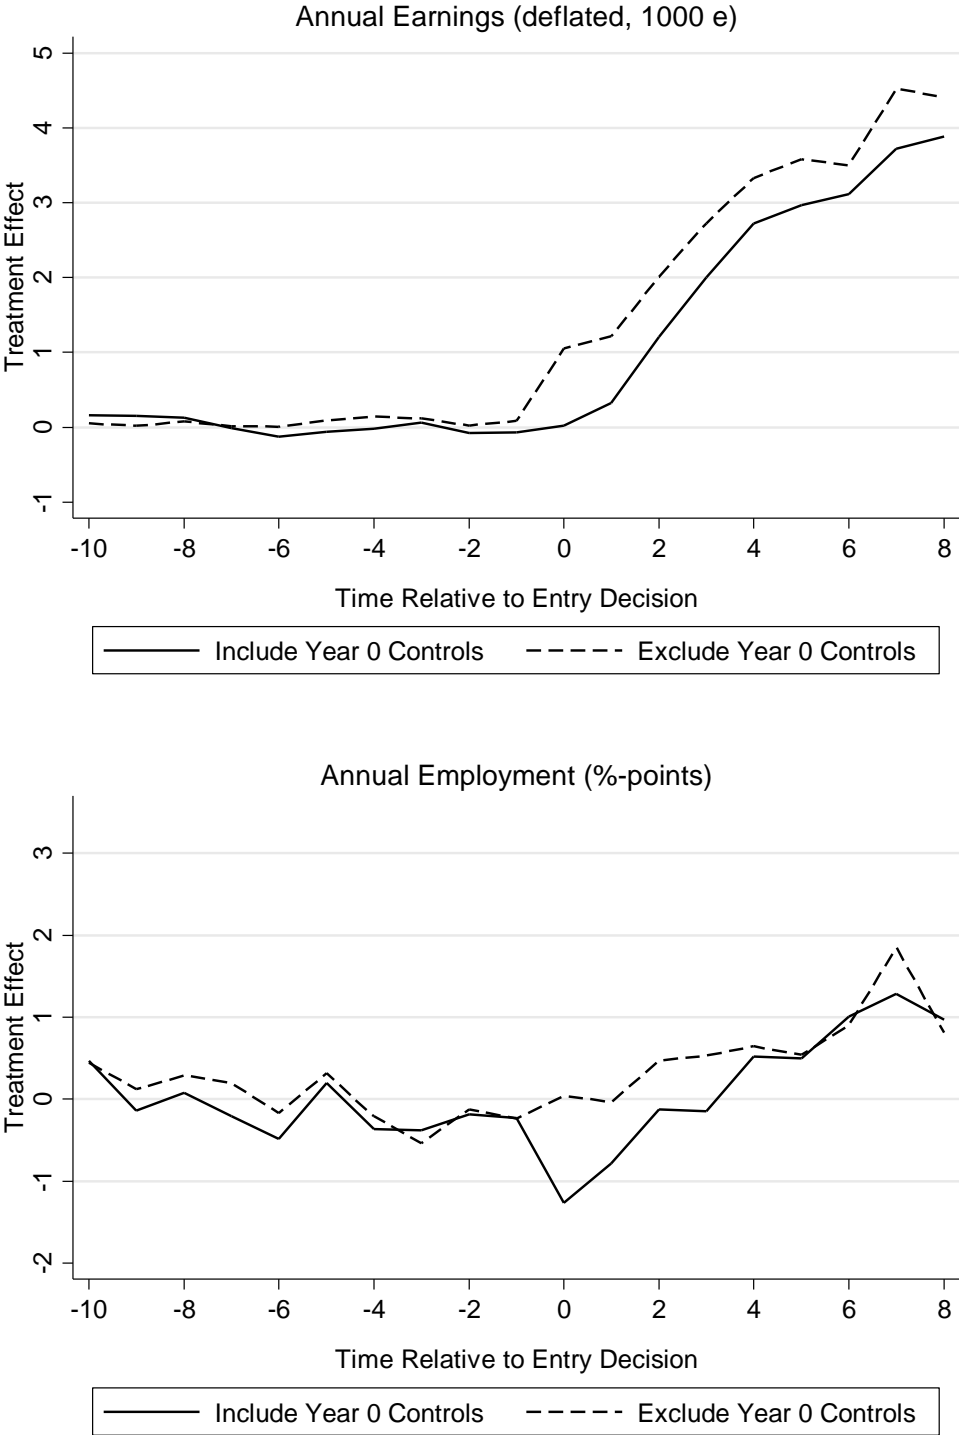 Annual Earnings (deflated, 1000 e)
Treatment Effect
5
4
3
2
1
0
-1
-10 -8 -6 -4 -2 0 2 4 6 8
Time Relative to Entry Decision
Include Year 0 Controls Exclude Year 0 Controls
Annual Employment (%-points)
Treatment Effect
3
2
1
0
-1
-2
-10 -8 -6 -4 -2 0 2 4 6 8
Time Relative to Entry Decision
Include Year 0 Controls Exclude Year 0 Controls